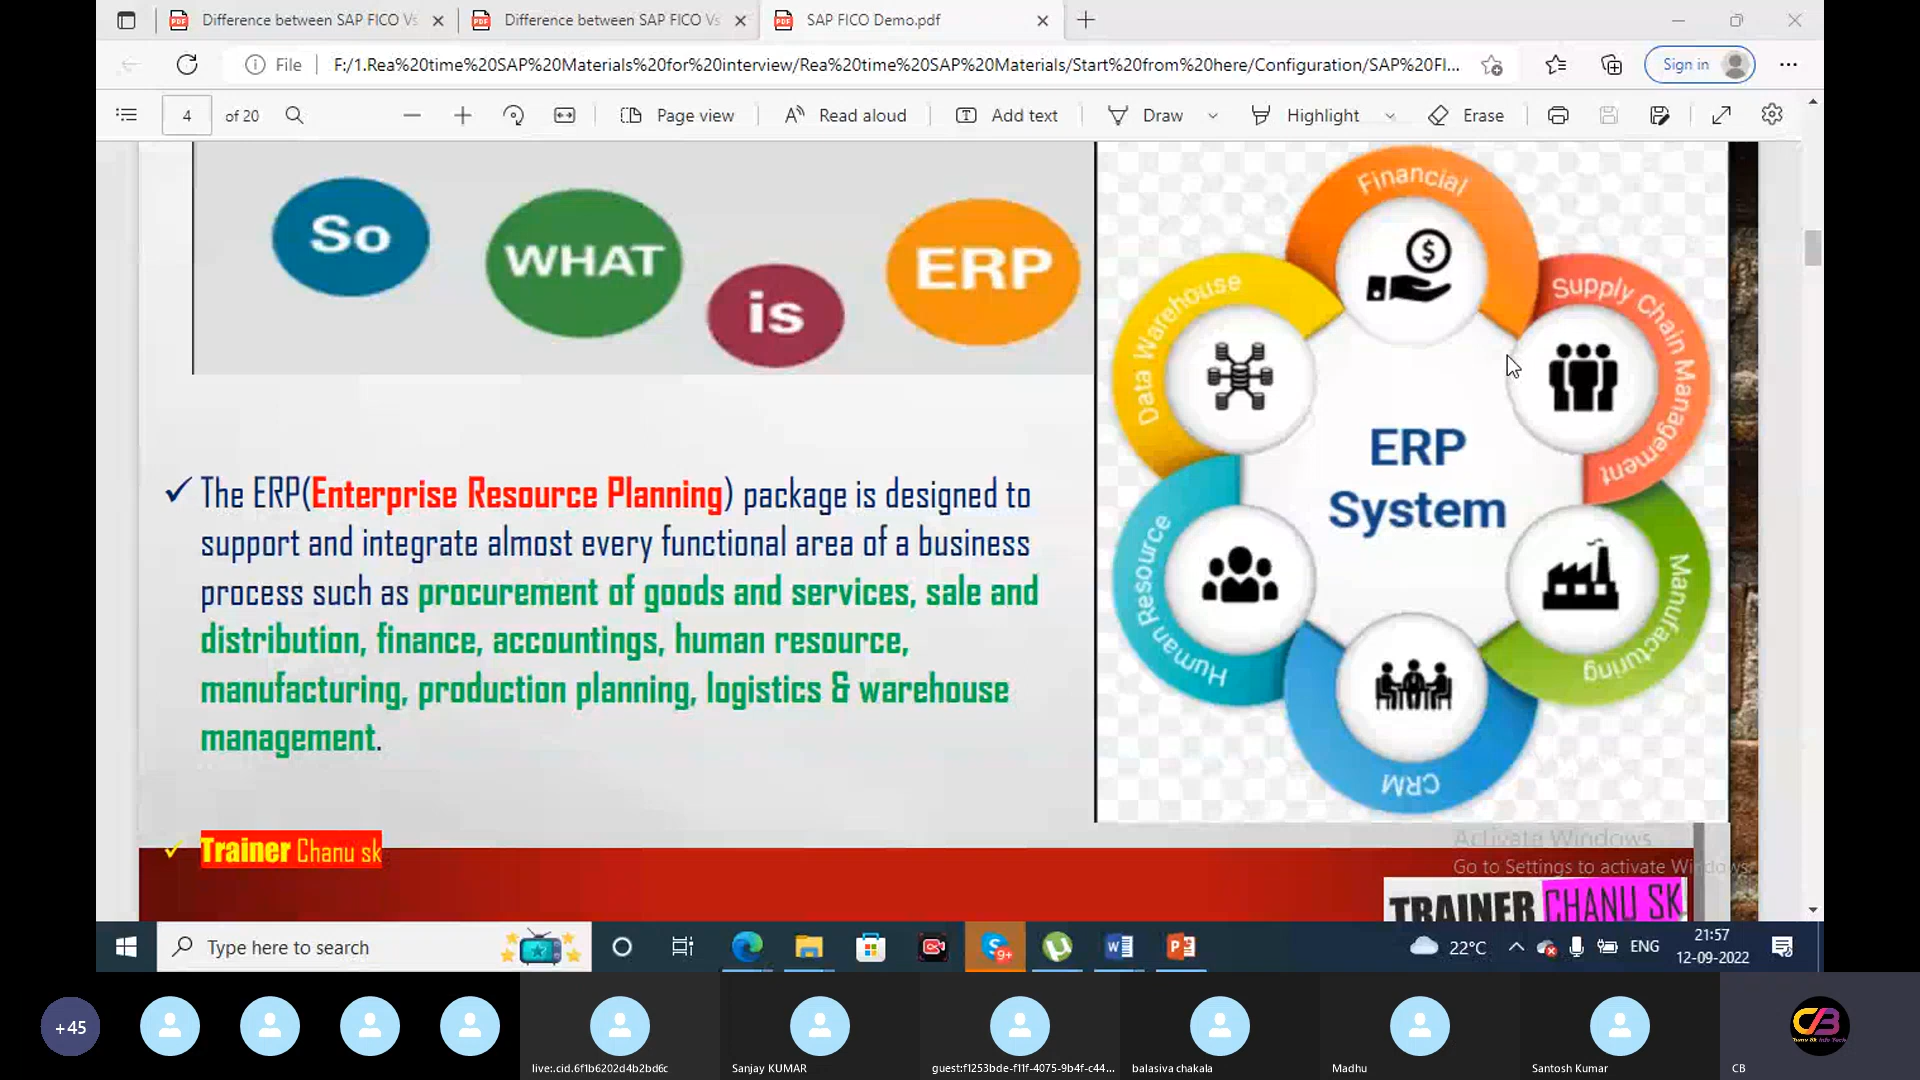 Difference between SAP FICO Vs
Difference between SAP FICO Vs
SAP FICO Demo.pdf
File
F:/1.Rea%20time%20SAP%20Materials%20for%20interview/Rea%20time%20SAP%20Materials/Start%20from%20here/Configuration/SAP%20FI...
Sign in
4 of 20
Page view
Read aloud
Add text
Draw
Highlight
Erase
So WHAT is ERP
The ERP(Enterprise Resource Planning) package is designed to
support and integrate almost every functional area of a business
process such as procurement of goods and services, sale and
distribution, finance, accountings, human resource,
manufacturing, production planning, logistics & warehouse
management.
Trainer Chanu sk
Financial
Supply Chain Management
Manufacturing
CRM
Human Resource
Data Warehouse
ERP
System
Activate Windows
Go to Settings to activate Windows
TRAINER CHANU SK
Type here to search
9+
22°C
ENG
21:57
12-09-2022
+45
live:.cid.6f1b6202d4b2bd6c
Sanjay KUMAR
guest:f1253bde-f11f-4075-9b4f-c44...
balasiva chakala
Madhu
Santosh Kumar
CB